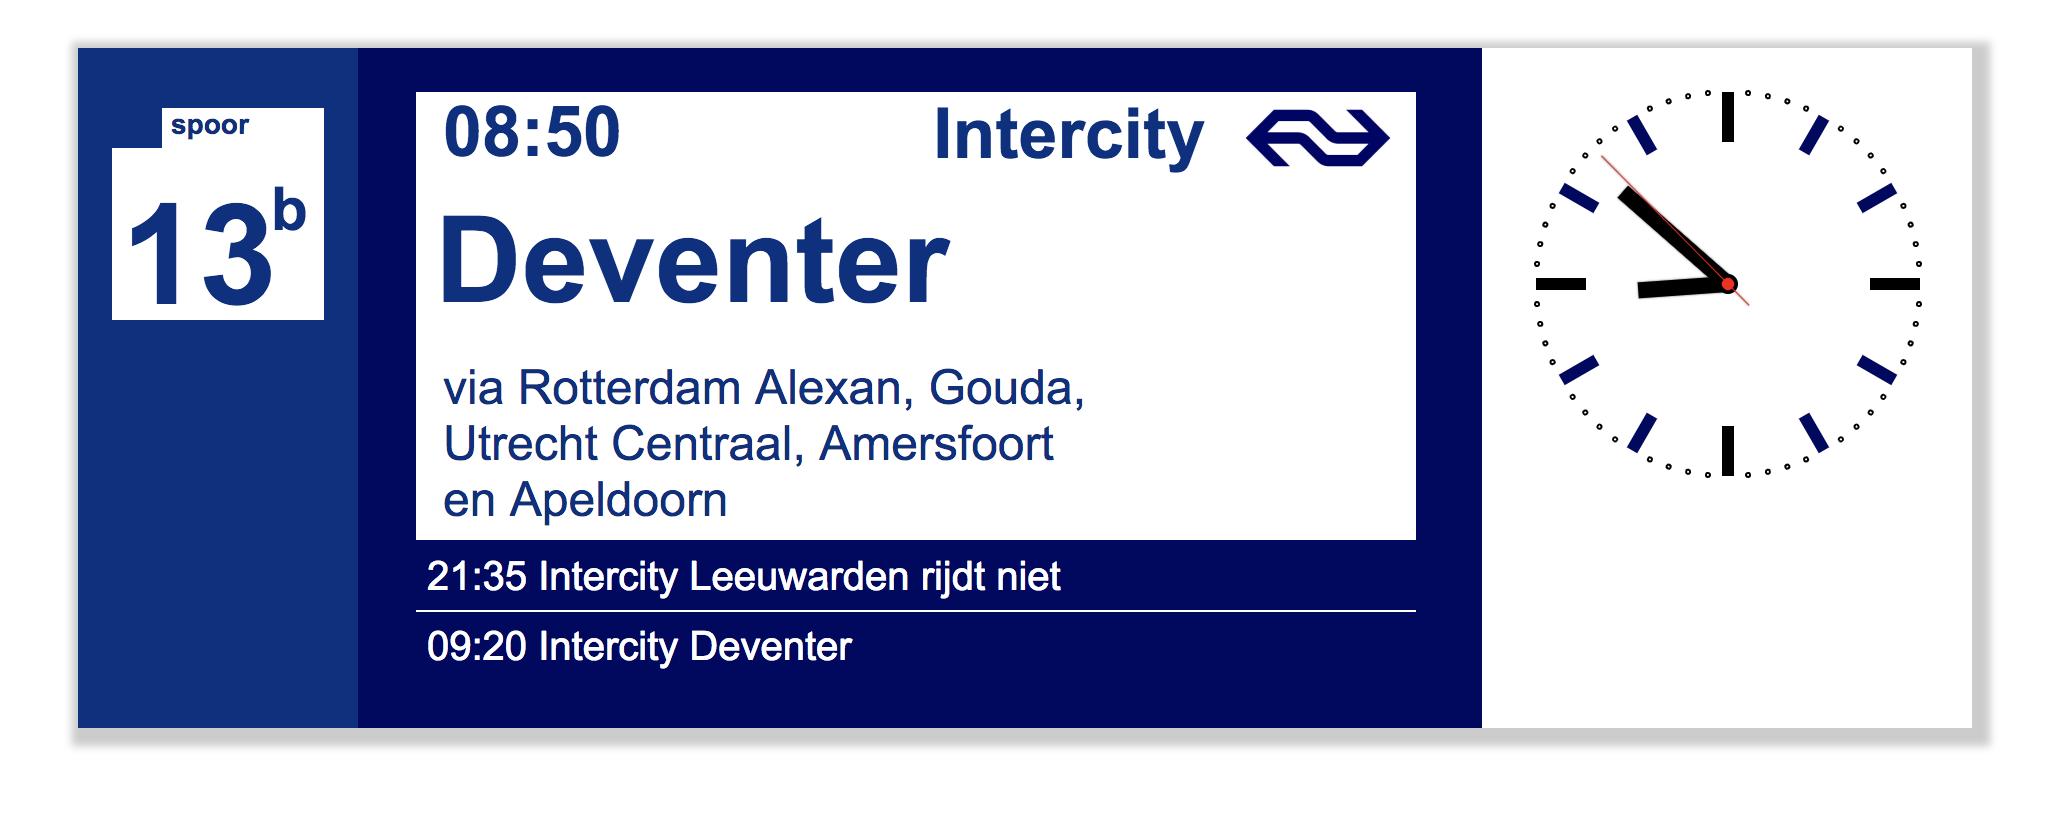 spoor
13b
08:50 Intercity
Deventer
via Rotterdam Alexan, Gouda,
Utrecht Centraal, Amersfoort
en Apeldoorn
21:35 Intercity Leeuwarden rijdt niet
09:20 Intercity Deventer